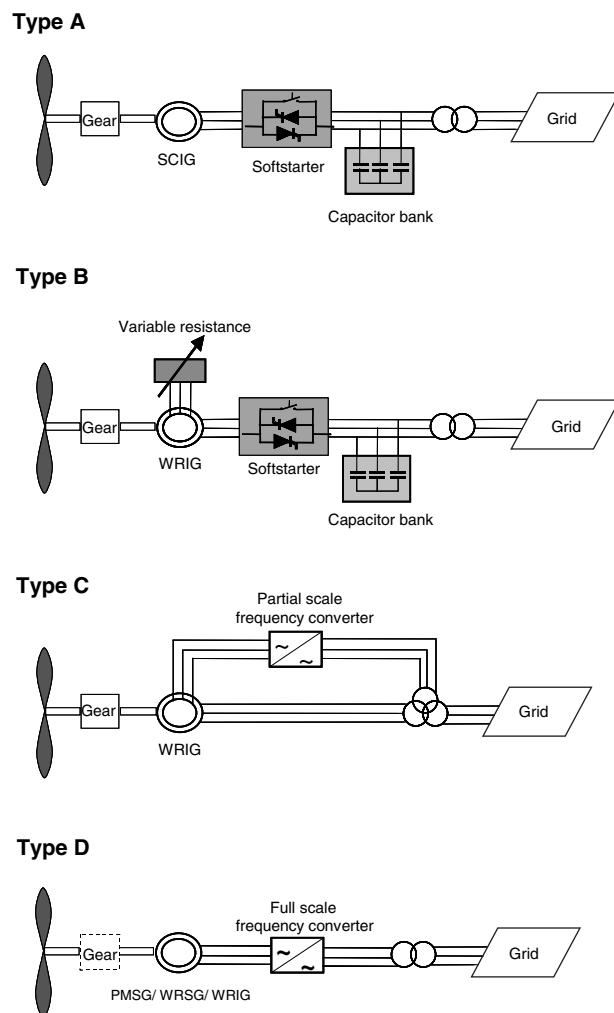 Type A
Gear
SCIG
Softstarter
Capacitor bank
Grid
Type B
Variable resistance
Gear
WRIG
Softstarter
Capacitor bank
Grid
Type C
Partial scale
frequency converter
Gear
WRIG
~
~
Grid
Type D
Full scale
frequency converter
Gear
PMSG/ WRSG/ WRIG
~
~
Grid